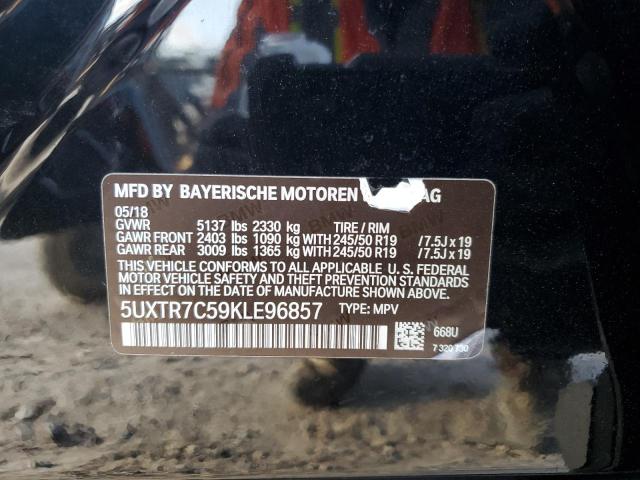 MFD BY BAYERISCHE MOTOREN W AG
05/18
GVWR 5137 lbs 2330 kg TIRE / RIM
GAWR FRONT 2403 lbs 1090 kg WITH 245/50 R19 /7.5J x 19
GAWR REAR 3009 lbs 1365 kg WITH 245/50 R19 /7.5J x 19
THIS VEHICLE CONFORMS TO ALL APPLICABLE U. S. FEDERAL
MOTOR VEHICLE SAFETY AND THEFT PREVENTION STANDARDS
IN EFFECT ON THE DATE OF MANUFACTURE SHOWN ABOVE.
5UXTR7C59KLE96857 TYPE: MPV
668U
7 320 730